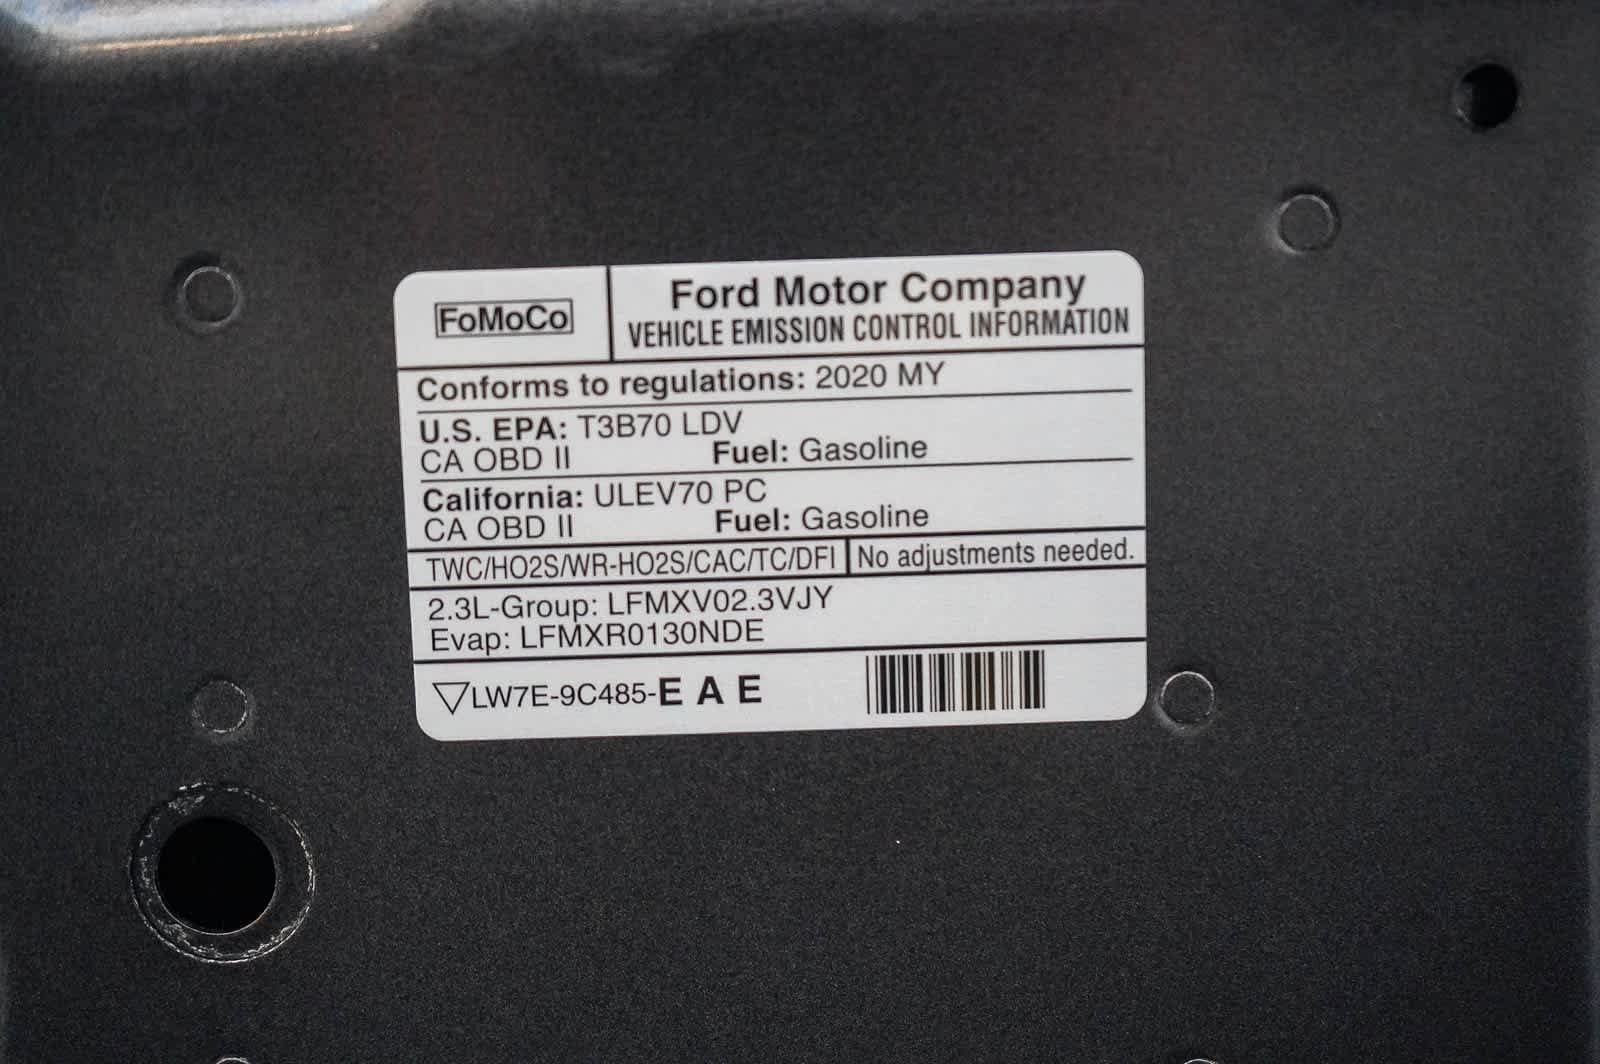 FoMoCo
Ford Motor Company
VEHICLE EMISSION CONTROL INFORMATION
Conforms to regulations: 2020 MY
U.S. EPA: T3B70 LDV
CA OBD II Fuel: Gasoline
California: ULEV70 PC
CA OBD II Fuel: Gasoline
TWC/HO2S/WR-HO2S/CAC/TC/DFI No adjustments needed.
2.3L-Group: LFMXV02.3VJY
Evap: LFMXR0130NDE
LW7E-9C485-E A E